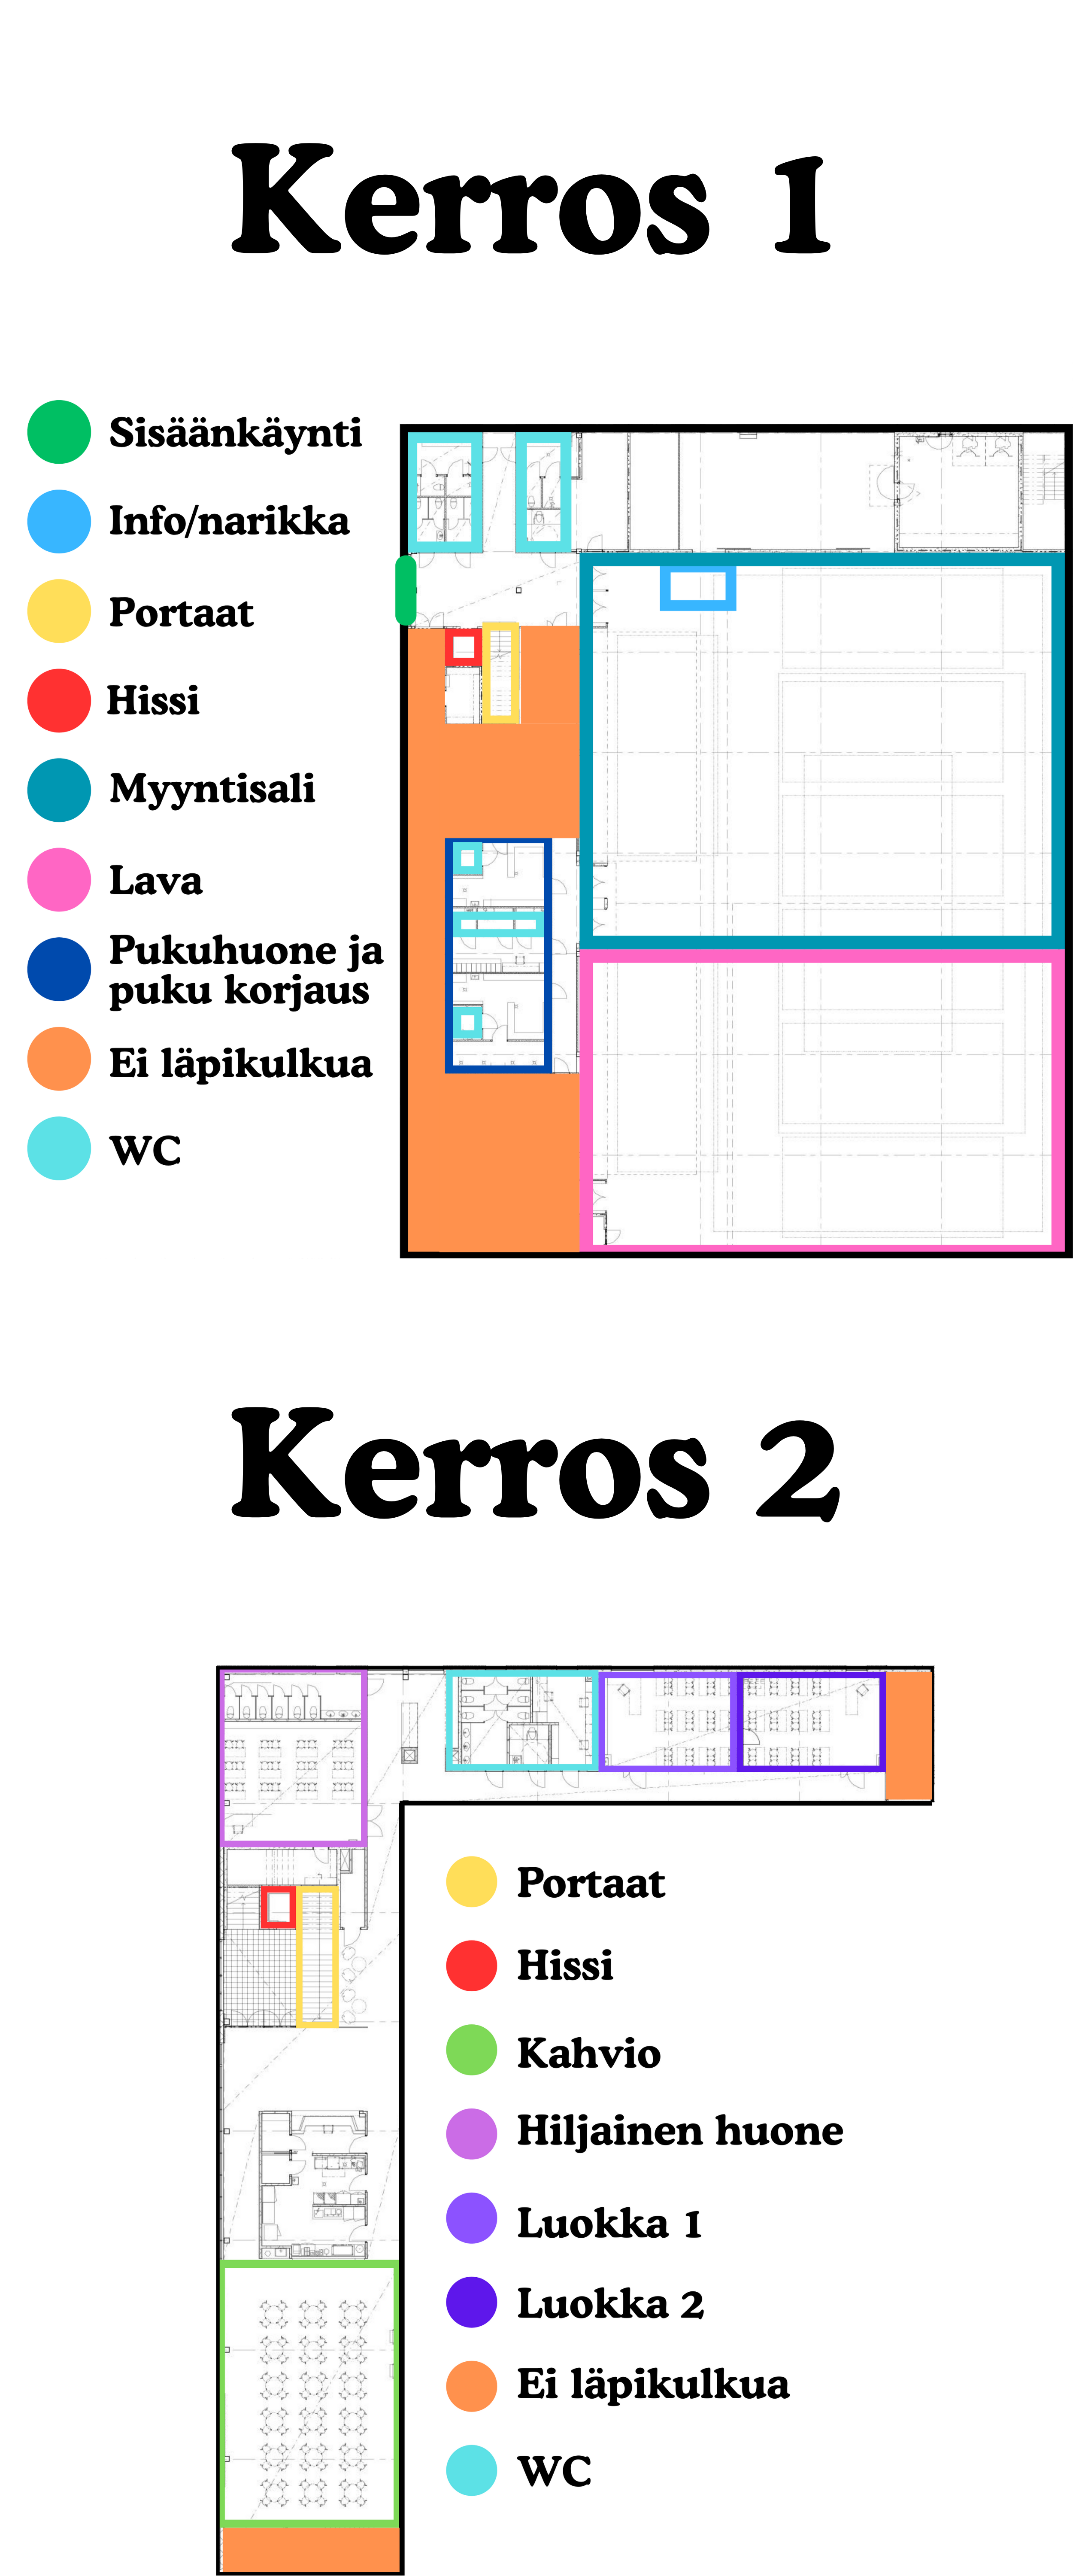 Kerros 1
Sisäänkäynti
Info/narikka
Portaat
Hissi
Myyntisali
Lava
Pukuhuone ja
puku korjaus
Ei läpikulkua
WC
Kerros 2
Portaat
Hissi
Kahvio
Hiljainen huone
Luokka 1
Luokka 2
Ei läpikulkua
WC